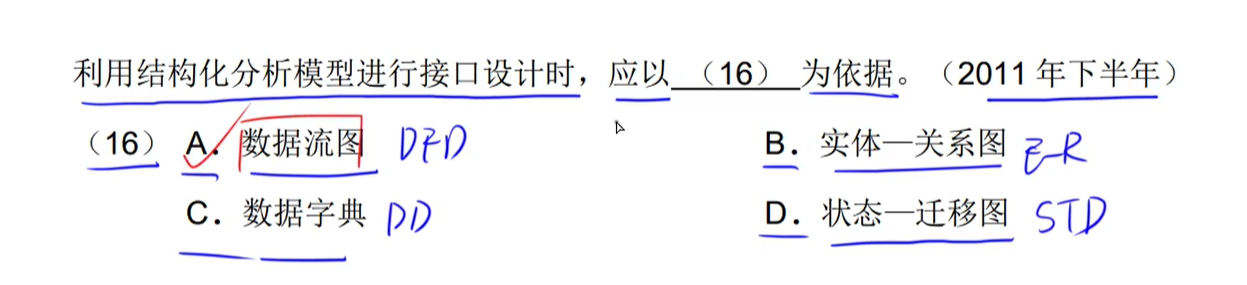 利用结构化分析模型进行接口设计时，应以 （16） 为依据。（2011 年下半年）
（16） A．数据流图 DFD B．实体—关系图 E-R
C．数据字典 DD D．状态—迁移图 STD